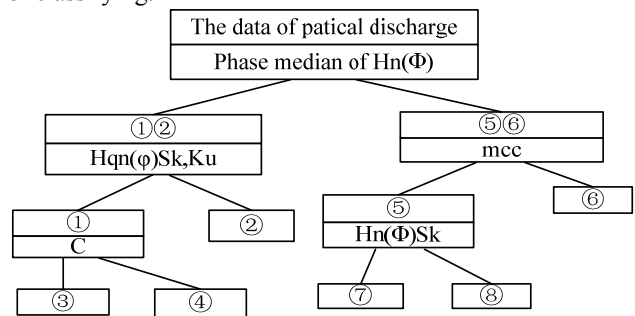 The data of patical discharge
Phase median of Hn(Φ)
①②
Hqn(φ)Sk,Ku
⑤⑥
mcc
①
C
②
⑤
Hn(Φ)Sk
⑥
③
④
⑦
⑧